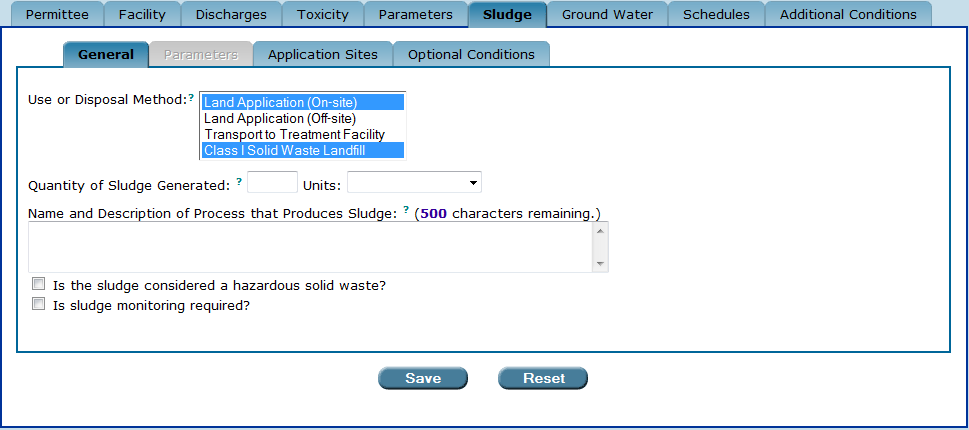 Permittee Facility Discharges Toxicity Parameters Sludge Ground Water Schedules Additional Conditions
General Parameters Application Sites Optional Conditions
Use or Disposal Method:? Land Application (On-site)
Land Application (Off-site)
Transport to Treatment Facility
Class I Solid Waste Landfill
Quantity of Sludge Generated: ? Units:
Name and Description of Process that Produces Sludge: ? (500 characters remaining.)
Is the sludge considered a hazardous solid waste?
Is sludge monitoring required?
Save Reset